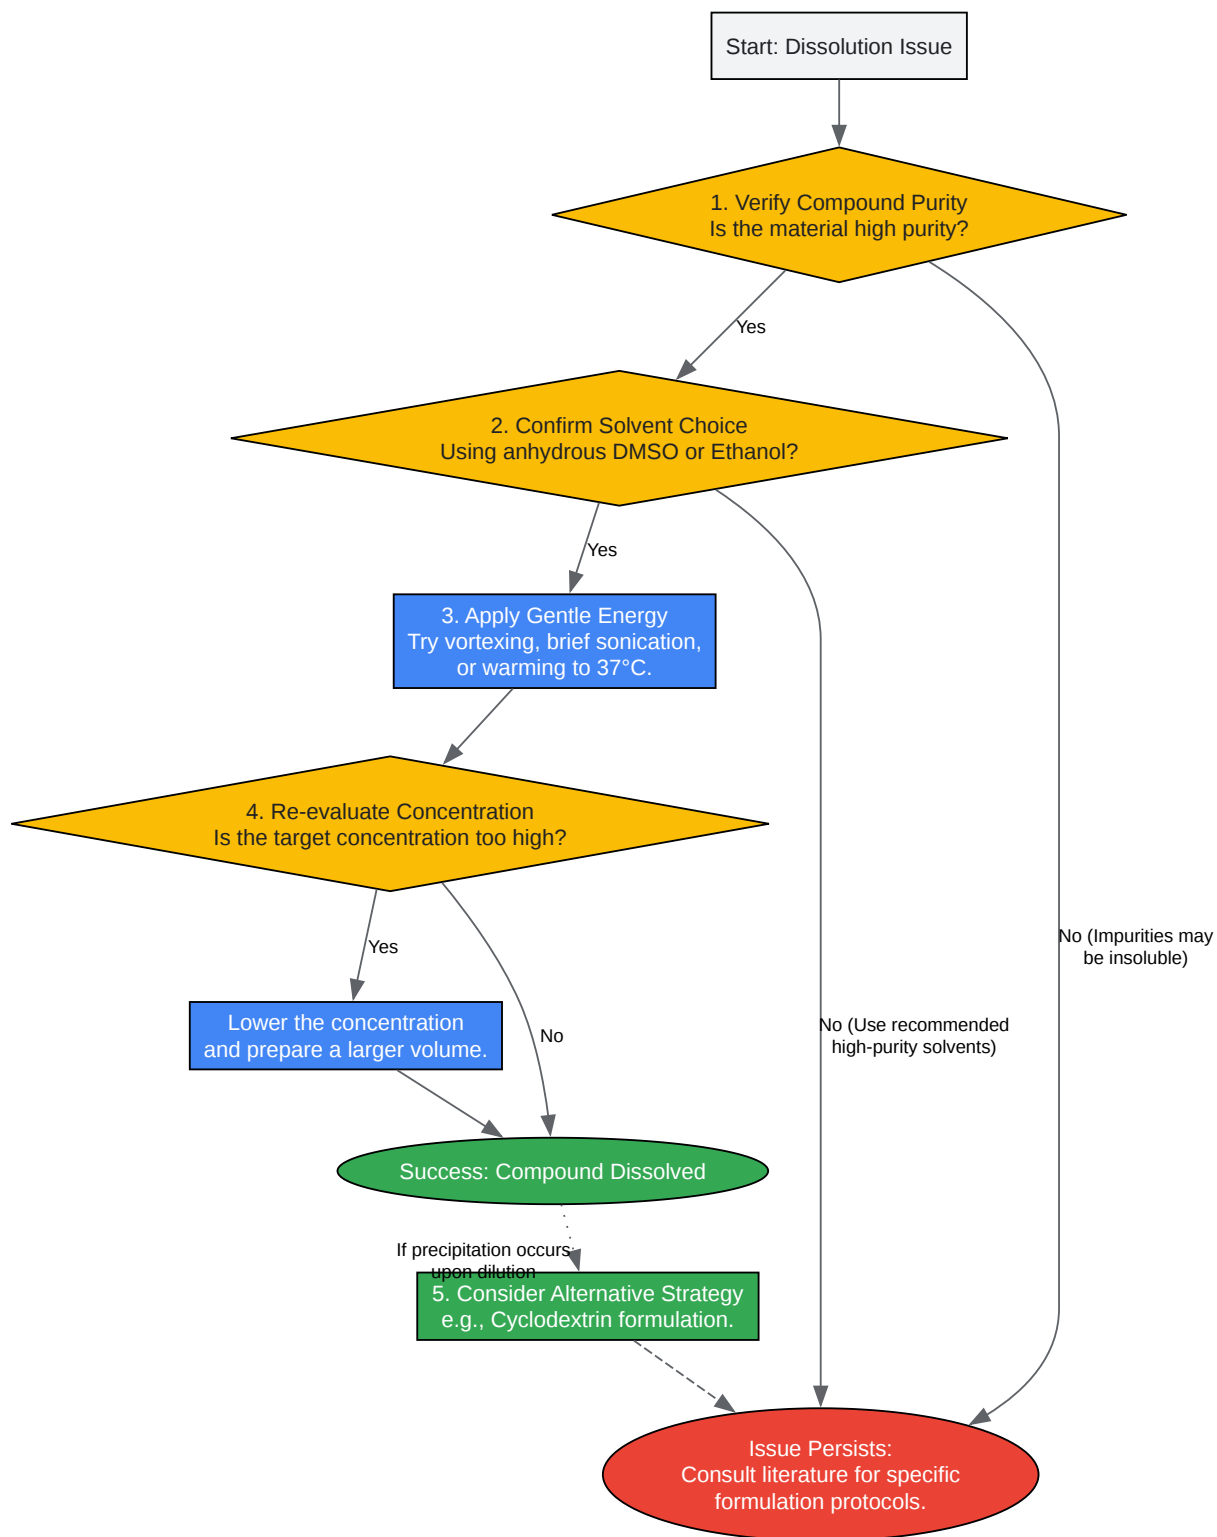 Start: Dissolution Issue
1. Verify Compound Purity
Is the material high purity?
Yes
2. Confirm Solvent Choice
Using anhydrous DMSO or Ethanol?
Yes
3. Apply Gentle Energy
Try vortexing, brief sonication,
or warming to 37°C.
4. Re-evaluate Concentration
Is the target concentration too high?
Yes
No (Impurities may
be insoluble)
Lower the concentration
and prepare a larger volume.
No
No (Use recommended
high-purity solvents)
Success: Compound Dissolved
If precipitation occurs
upon dilution
5. Consider Alternative Strategy
e.g., Cyclodextrin formulation.
Issue Persists:
Consult literature for specific
formulation protocols.